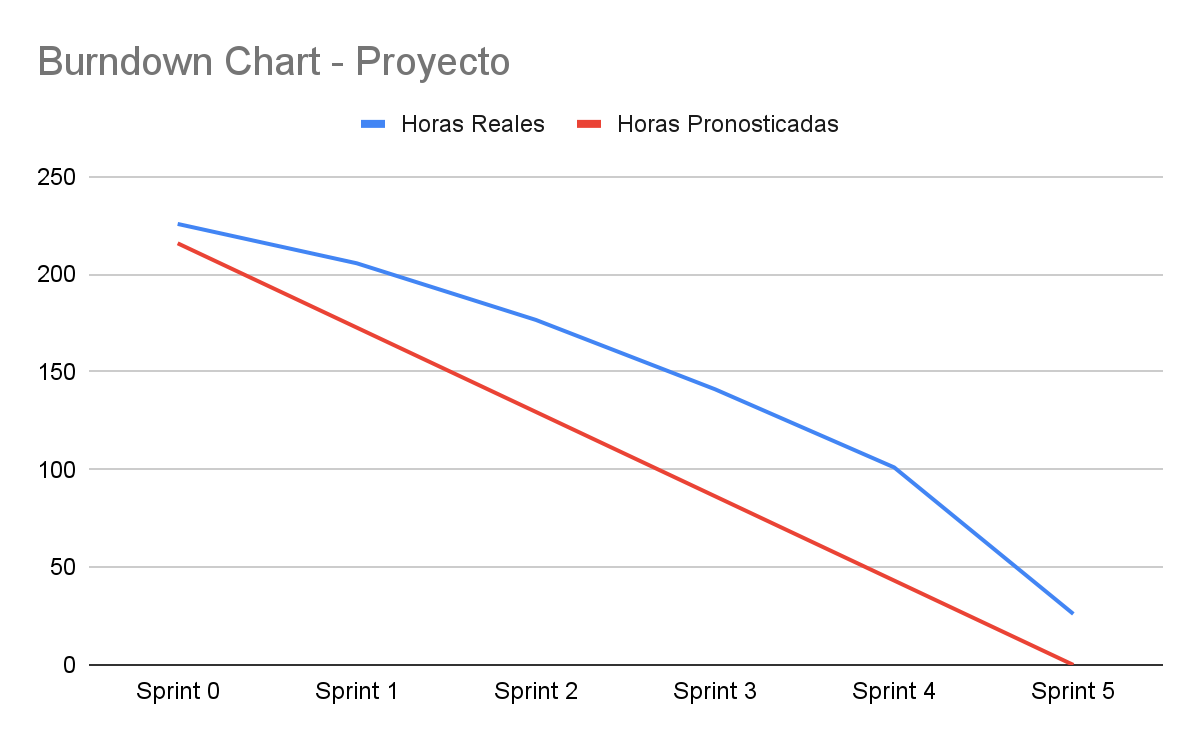 Burndown Chart - Proyecto
Horas Reales Horas Pronosticadas
250
200
150
100
50
0
Sprint 0 Sprint 1 Sprint 2 Sprint 3 Sprint 4 Sprint 5